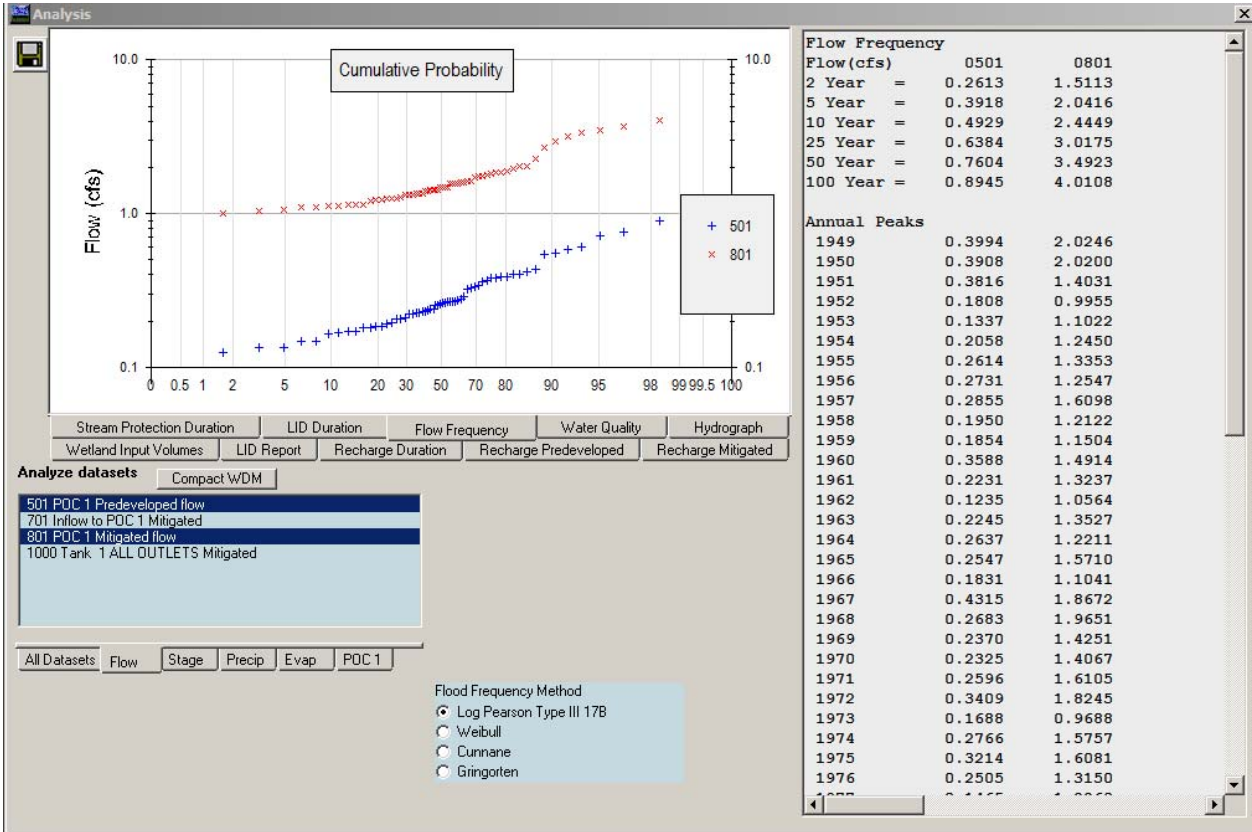 Analysis
Cumulative Probability
10.0
1.0
0.1
Flow (cfs)
10.0
0.1
0 0.5 1 2 5 10 20 30 50 70 80 90 95 98 99 99.5 100
501
801
Stream Protection Duration LID Duration Flow Frequency Water Quality Hydrograph
Wetland Input Volumes LID Report Recharge Duration Recharge Predeveloped Recharge Mitigated
Analyze datasets Compact WDM
501 POC 1 Predeveloped flow
701 Inflow to POC 1 Mitigated
801 POC 1 Mitigated flow
1000 Tank 1 ALL OUTLETS Mitigated
All Datasets Flow Stage Precip Evap POC 1
Flood Frequency Method
Log Pearson Type III 17B
Weibull
Cunnane
Gringorten
Flow Frequency
Flow(cfs) 0501 0801
2 Year = 0.2613 1.5113
5 Year = 0.3918 2.0416
10 Year = 0.4929 2.4449
25 Year = 0.6384 3.0175
50 Year = 0.7604 3.4923
100 Year = 0.8945 4.0108
Annual Peaks
1949 0.3994 2.0246
1950 0.3908 2.0200
1951 0.3816 1.4031
1952 0.1808 0.9955
1953 0.1337 1.1022
1954 0.2058 1.2450
1955 0.2614 1.3353
1956 0.2731 1.2547
1957 0.2855 1.6098
1958 0.1950 1.2122
1959 0.1854 1.1504
1960 0.3588 1.4914
1961 0.2231 1.3237
1962 0.1235 1.0564
1963 0.2245 1.3527
1964 0.2637 1.2211
1965 0.2547 1.5710
1966 0.1831 1.1041
1967 0.4315 1.8672
1968 0.2683 1.9651
1969 0.2370 1.4251
1970 0.2325 1.4067
1971 0.2596 1.6105
1972 0.3409 1.8245
1973 0.1688 0.9688
1974 0.2766 1.5757
1975 0.3214 1.6081
1976 0.2505 1.3150